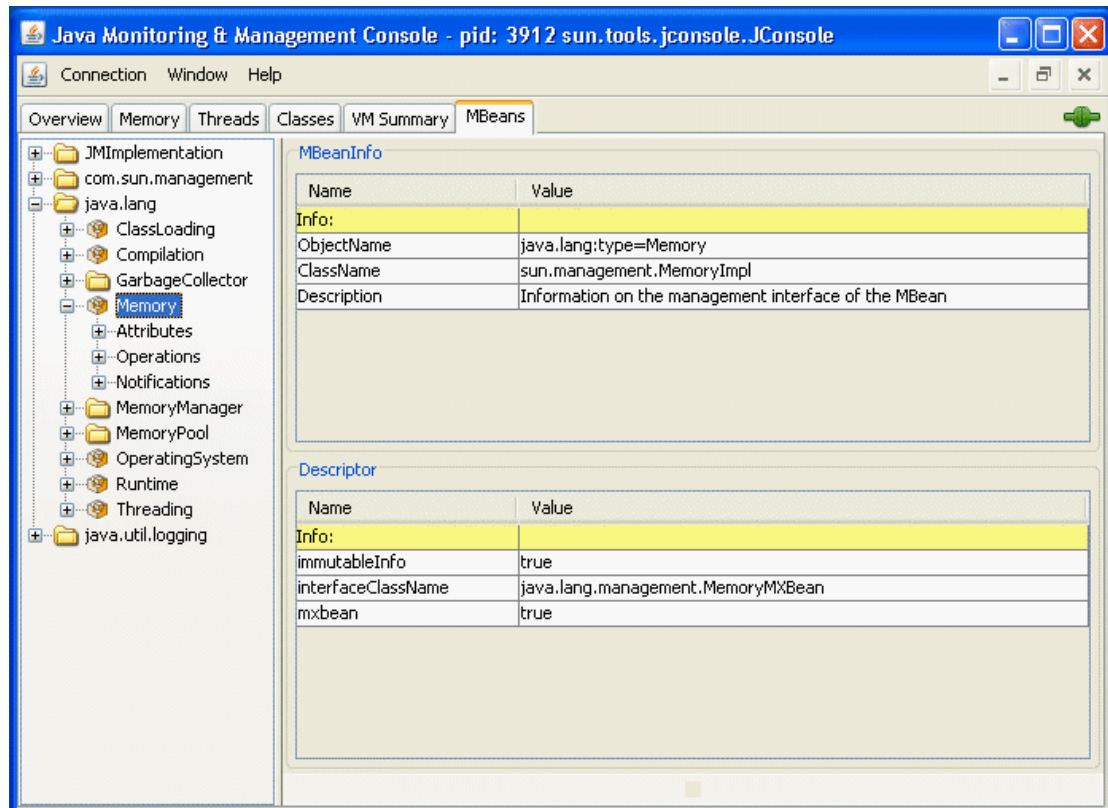 Java Monitoring & Management Console - pid: 3912 sun.tools.jconsole.JConsole
Connection Window Help
Overview Memory Threads Classes VM Summary MBeans
JMImplementation
com.sun.management
java.lang
ClassLoading
Compilation
GarbageCollector
Memory
Attributes
Operations
Notifications
MemoryManager
MemoryPool
OperatingSystem
Runtime
Threading
java.util.logging
MBeanInfo
Name Value
Info:
ObjectName java.lang:type=Memory
ClassName sun.management.MemoryImpl
Description Information on the management interface of the MBean
Descriptor
Name Value
Info:
immutableInfo true
interfaceClassName java.lang.management.MemoryMXBean
mxbean true